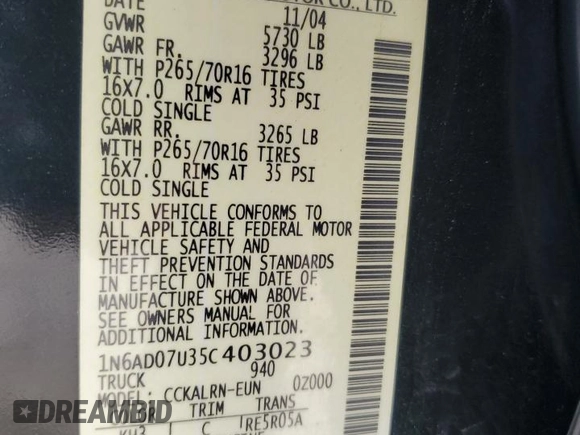 DATE MOTOR CO., LTD.
GVWR 11/04
GAWR FR. 5730 LB
WITH P265/70R16 TIRES 3296 LB
16X7.0 RIMS AT 35 PSI
COLD SINGLE
GAWR RR. 3265 LB
WITH P265/70R16 TIRES
16X7.0 RIMS AT 35 PSI
COLD SINGLE
THIS VEHICLE CONFORMS TO
ALL APPLICABLE FEDERAL MOTOR
VEHICLE SAFETY AND
THEFT PREVENTION STANDARDS
IN EFFECT ON THE DATE OF
MANUFACTURE SHOWN ABOVE.
SEE OWNERS MANUAL FOR
ADDITIONAL INFORMATION.
1N6AD07U35C403023
TRUCK 940
CCKALRN-EUN 0Z000
TRIM TRANS
KH3 C RE5R05A
DREAMBID